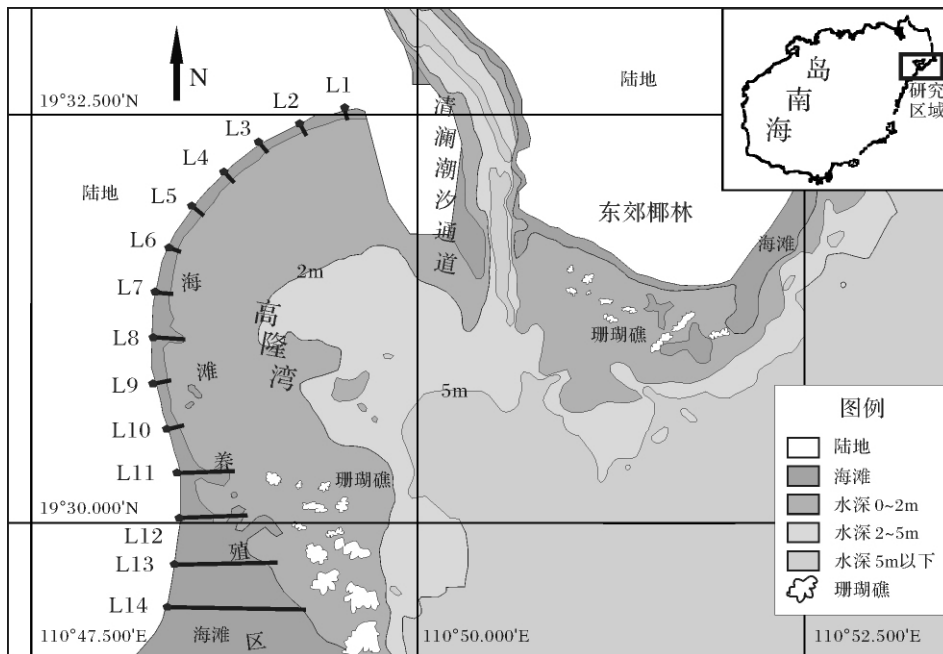 N
19°32.500'N
L1
L2
L3
L4
L5
L6
L7
L8
L9
L10
L11
L12
L13
L14
陆地
陆地
清澜潮汐通道
东郊椰林
海滩
珊瑚礁
2m
5m
高隆湾
海滩
养殖区
珊瑚礁
19°30.000'N
海滩
110°47.500'E
110°50.000'E
110°52.500'E
海南岛
研究
区域
图例
陆地
海滩
水深0~2m
水深2~5m
水深5m以下
珊瑚礁